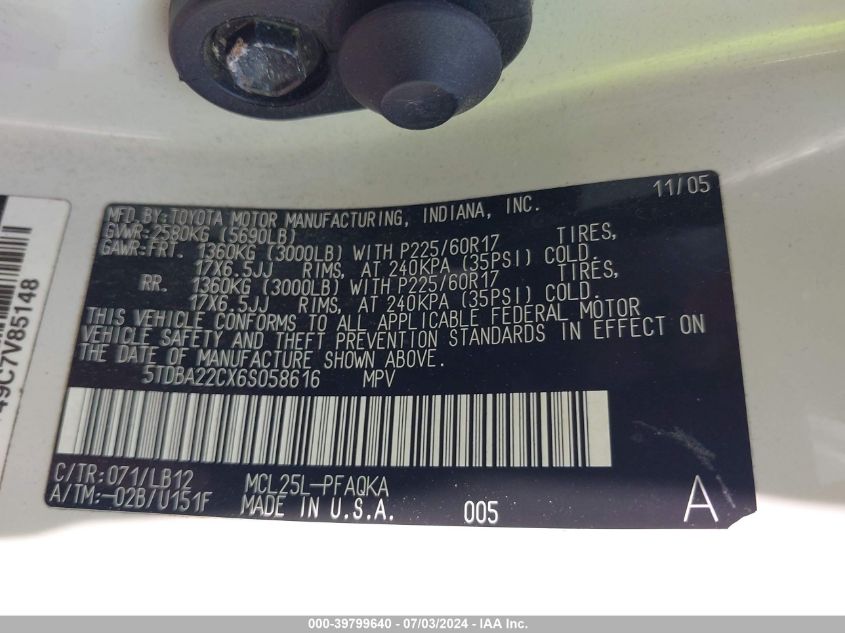 11/05
MFD.BY:TOYOTA MOTOR MANUFACTURING, INDIANA, INC.
GVWR:2580KG (5690LB)
GAWR:FRT. 1360KG (3000LB) WITH P225/60R17 TIRES,
17X6.5JJ RIMS, AT 240KPA (35PSI) COLD.
RR. 1360KG (3000LB) WITH P225/60R17 TIRES,
17X6.5JJ RIMS, AT 240KPA (35PSI) COLD.
THIS VEHICLE CONFORMS TO ALL APPLICABLE FEDERAL MOTOR
VEHICLE SAFETY AND THEFT PREVENTION STANDARDS IN EFFECT ON
THE DATE OF MANUFACTURE SHOWN ABOVE.
5TDBA22CX6S058616 MPV
C/TR:071/LB12 MCL25L-PFAQKA
A/TM:-02B/U151F MADE IN U.S.A. 005 A
49C7V85148
000-39799640 - 07/03/2024 - IAA Inc.